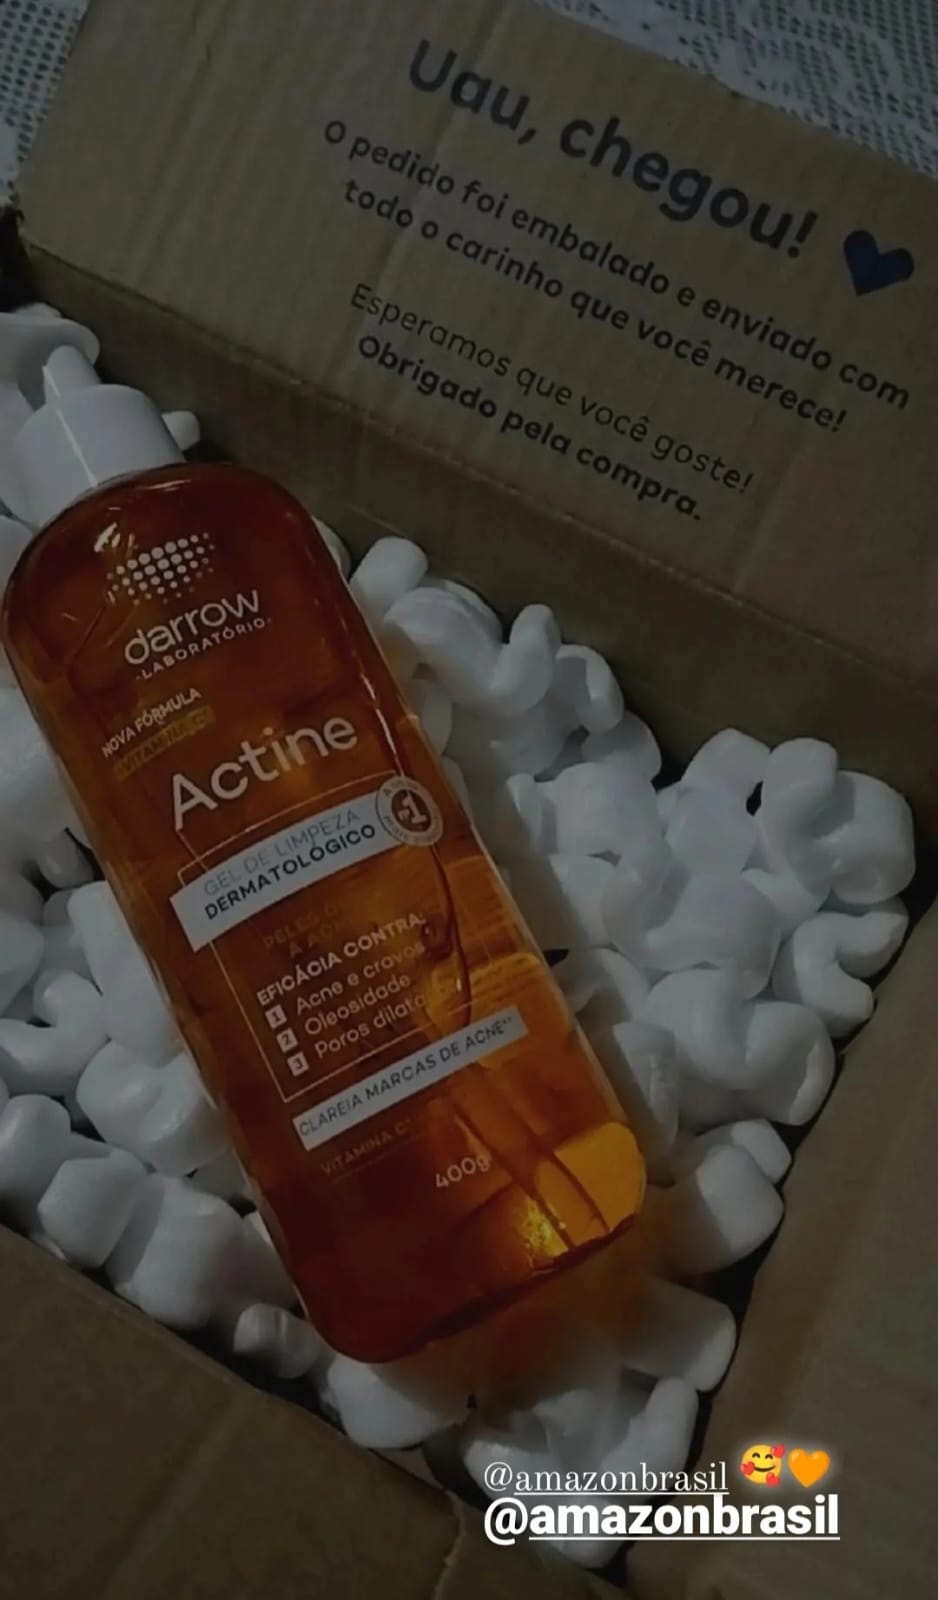 Uau, chegou!
O pedido foi embalado e enviado com
todo o carinho que você merece!
Esperamos que você goste!
Obrigado pela compra.
darrow
LABORATÓRIO
NOVA FÓRMULA
Actine
GEL DE LIMPEZA
DERMATOLÓGICO
PELES
EFICÁCIA CONTRA:
1 Acne e cravos
2 Oleosidade
3 Poros
CLAREIA MARCAS DE ACNE**
VITAMINA C
400g
@amazonbrasil 🥰🧡
@amazonbrasil